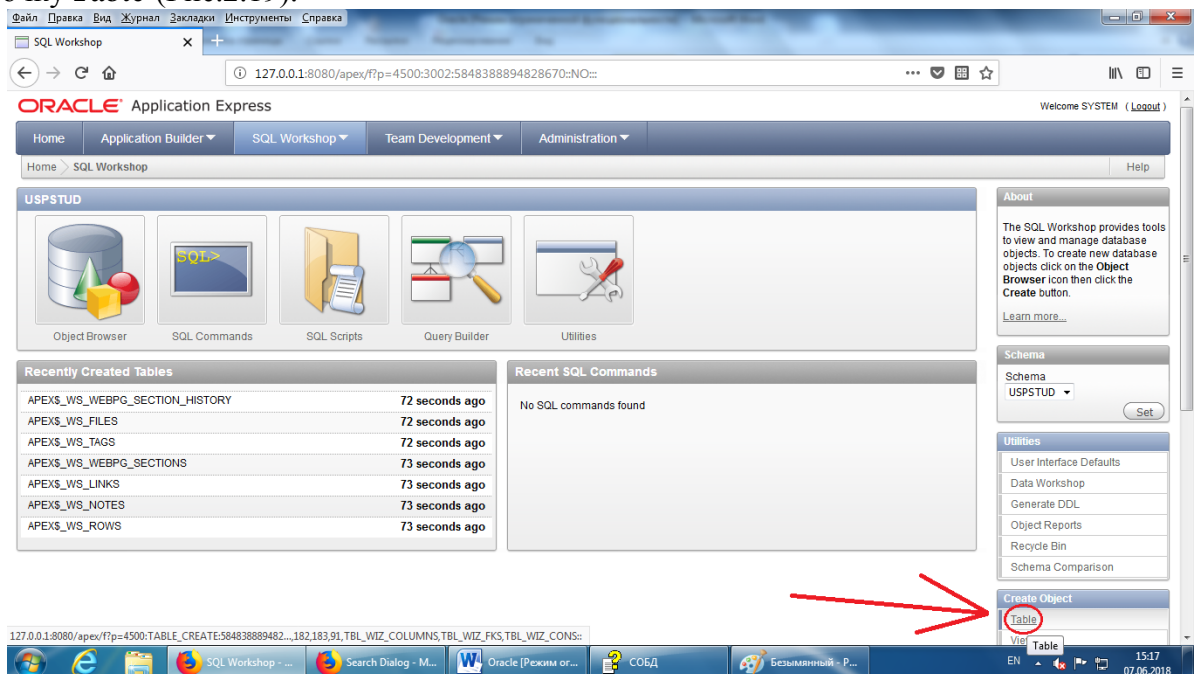 Table (Рис.2.19).
Файл Правка Вид Журнал Закладки Инструменты Справка
SQL Workshop
127.0.0.1:8080/apex/f?p=4500:3002:5848388894828670::NO:::
ORACLE Application Express
Welcome SYSTEM ( Logout )
Home Application Builder SQL Workshop Team Development Administration
Home SQL Workshop
Help
USPSTUD
SQL>
Object Browser SQL Commands SQL Scripts Query Builder Utilities
Recently Created Tables
APEX$_WS_WEBPG_SECTION_HISTORY 72 seconds ago
APEX$_WS_FILES 72 seconds ago
APEX$_WS_TAGS 72 seconds ago
APEX$_WS_WEBPG_SECTIONS 73 seconds ago
APEX$_WS_LINKS 73 seconds ago
APEX$_WS_NOTES 73 seconds ago
APEX$_WS_ROWS 73 seconds ago
Recent SQL Commands
No SQL commands found
About
The SQL Workshop provides tools
to view and manage database
objects. To create new database
objects click on the Object
Browser icon then click the
Create button.
Learn more...
Schema
Schema
USPSTUD
Set
Utilities
User Interface Defaults
Data Workshop
Generate DDL
Object Reports
Recycle Bin
Schema Comparison
Create Object
Table
Table
127.0.0.1:8080/apex/f?p=4500:TABLE_CREATE:584838889482...,182,183,91,TBL_WIZ_COLUMNS,TBL_WIZ_FKS,TBL_WIZ_CONS::
SQL Workshop - ... Search Dialog - M... Oracle [Режим ог... СОБД Безымянный - P...
EN
15:17
07.06.2018